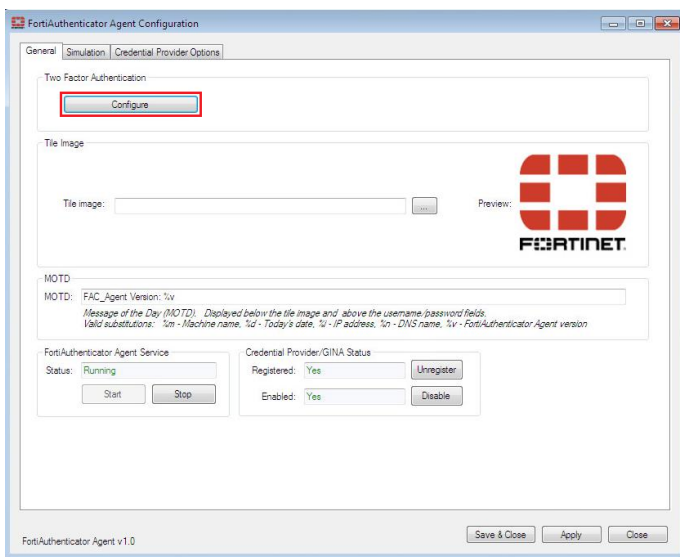 FortiAuthenticator Agent Configuration
General Simulation Credential Provider Options
Two Factor Authentication
Configure
Tile Image
Tile image: ... Preview:
FORTINET
MOTD
MOTD: FAC_Agent Version: %v
Message of the Day (MOTD). Displayed below the tile image and above the username/password fields.
Valid substitutions: %m - Machine name, %d - Today's date, %i - IP address, %n - DNS name, %v - FortiAuthenticator Agent version
FortiAuthenticator Agent Service
Status: Running
Start Stop
Credential Provider/GINA Status
Registered: Yes Unregister
Enabled: Yes Disable
FortiAuthenticator Agent v1.0
Save & Close Apply Close